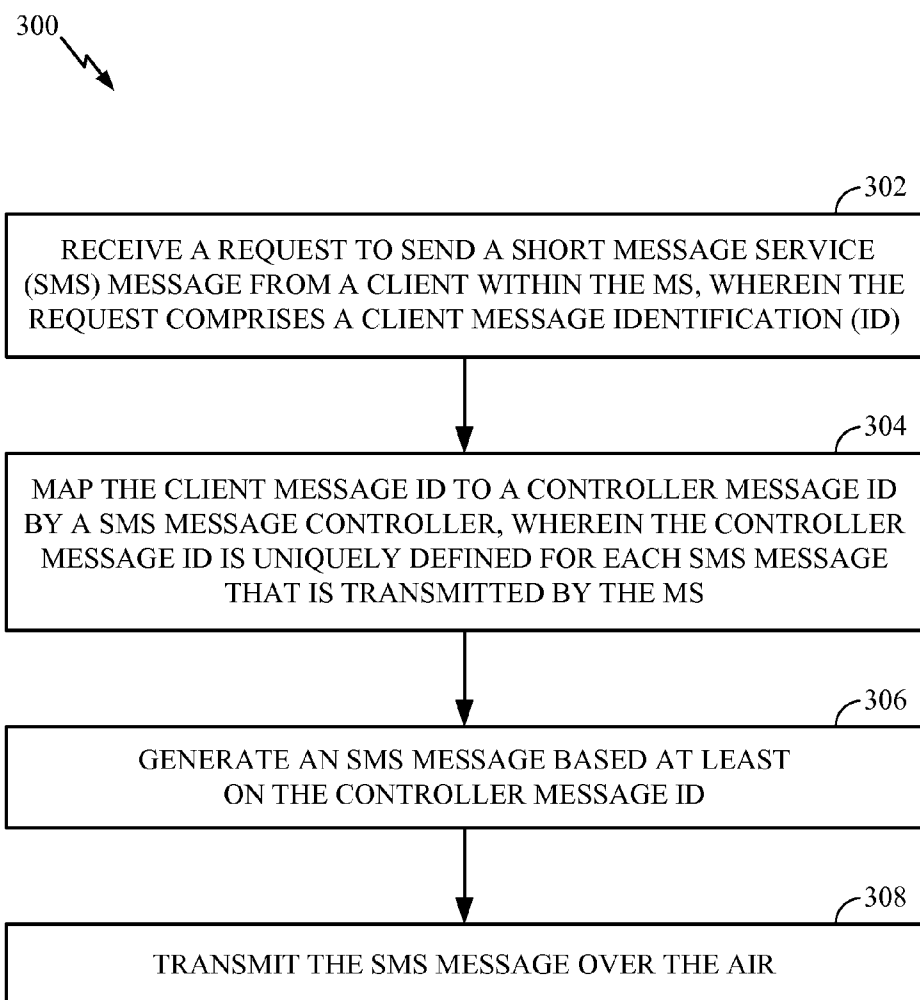 300
302
RECEIVE A REQUEST TO SEND A SHORT MESSAGE SERVICE
(SMS) MESSAGE FROM A CLIENT WITHIN THE MS, WHEREIN THE
REQUEST COMPRISES A CLIENT MESSAGE IDENTIFICATION (ID)
304
MAP THE CLIENT MESSAGE ID TO A CONTROLLER MESSAGE ID
BY A SMS MESSAGE CONTROLLER, WHEREIN THE CONTROLLER
MESSAGE ID IS UNIQUELY DEFINED FOR EACH SMS MESSAGE
THAT IS TRANSMITTED BY THE MS
306
GENERATE AN SMS MESSAGE BASED AT LEAST
ON THE CONTROLLER MESSAGE ID
308
TRANSMIT THE SMS MESSAGE OVER THE AIR